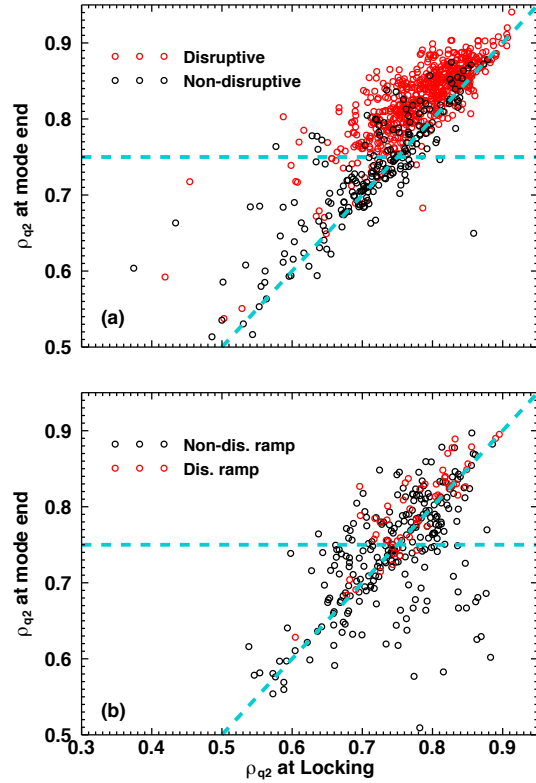 0.9
0.8
0.7
0.6
0.5
ρq2 at mode end
Disruptive
Non-disruptive
(a)
0.9
0.8
0.7
0.6
0.5
ρq2 at mode end
Non-dis. ramp
Dis. ramp
(b)
0.3 0.4 0.5 0.6 0.7 0.8 0.9
ρq2 at Locking